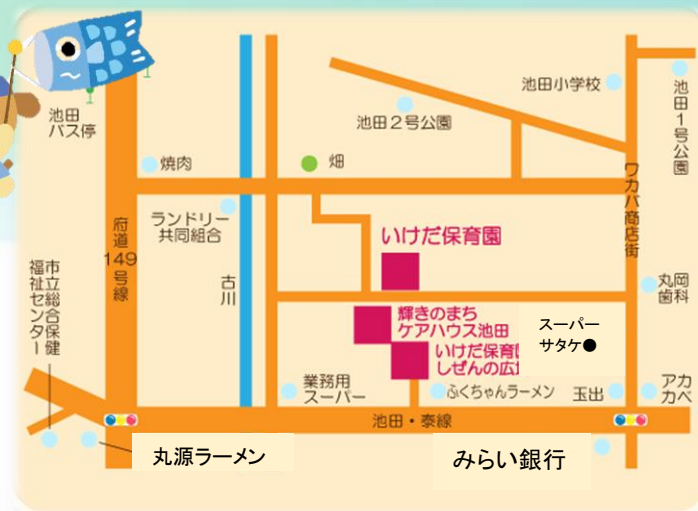 池田
バス停
焼肉
ランドリー
共同組合
府道
149
号線
市立総合保健
福祉センター
古川
池田2号公園
畑
池田小学校
池田1号公園
ワカバ商店街
いけだ保育園
丸岡
歯科
輝きのまち
ケアハウス池田
いけだ保育
しぜんの広
スーパー
サタケ●
業務用
スーパー
ふくちゃんラーメン
玉出
アカ
カベ
池田・泰線
丸源ラーメン
みらい銀行